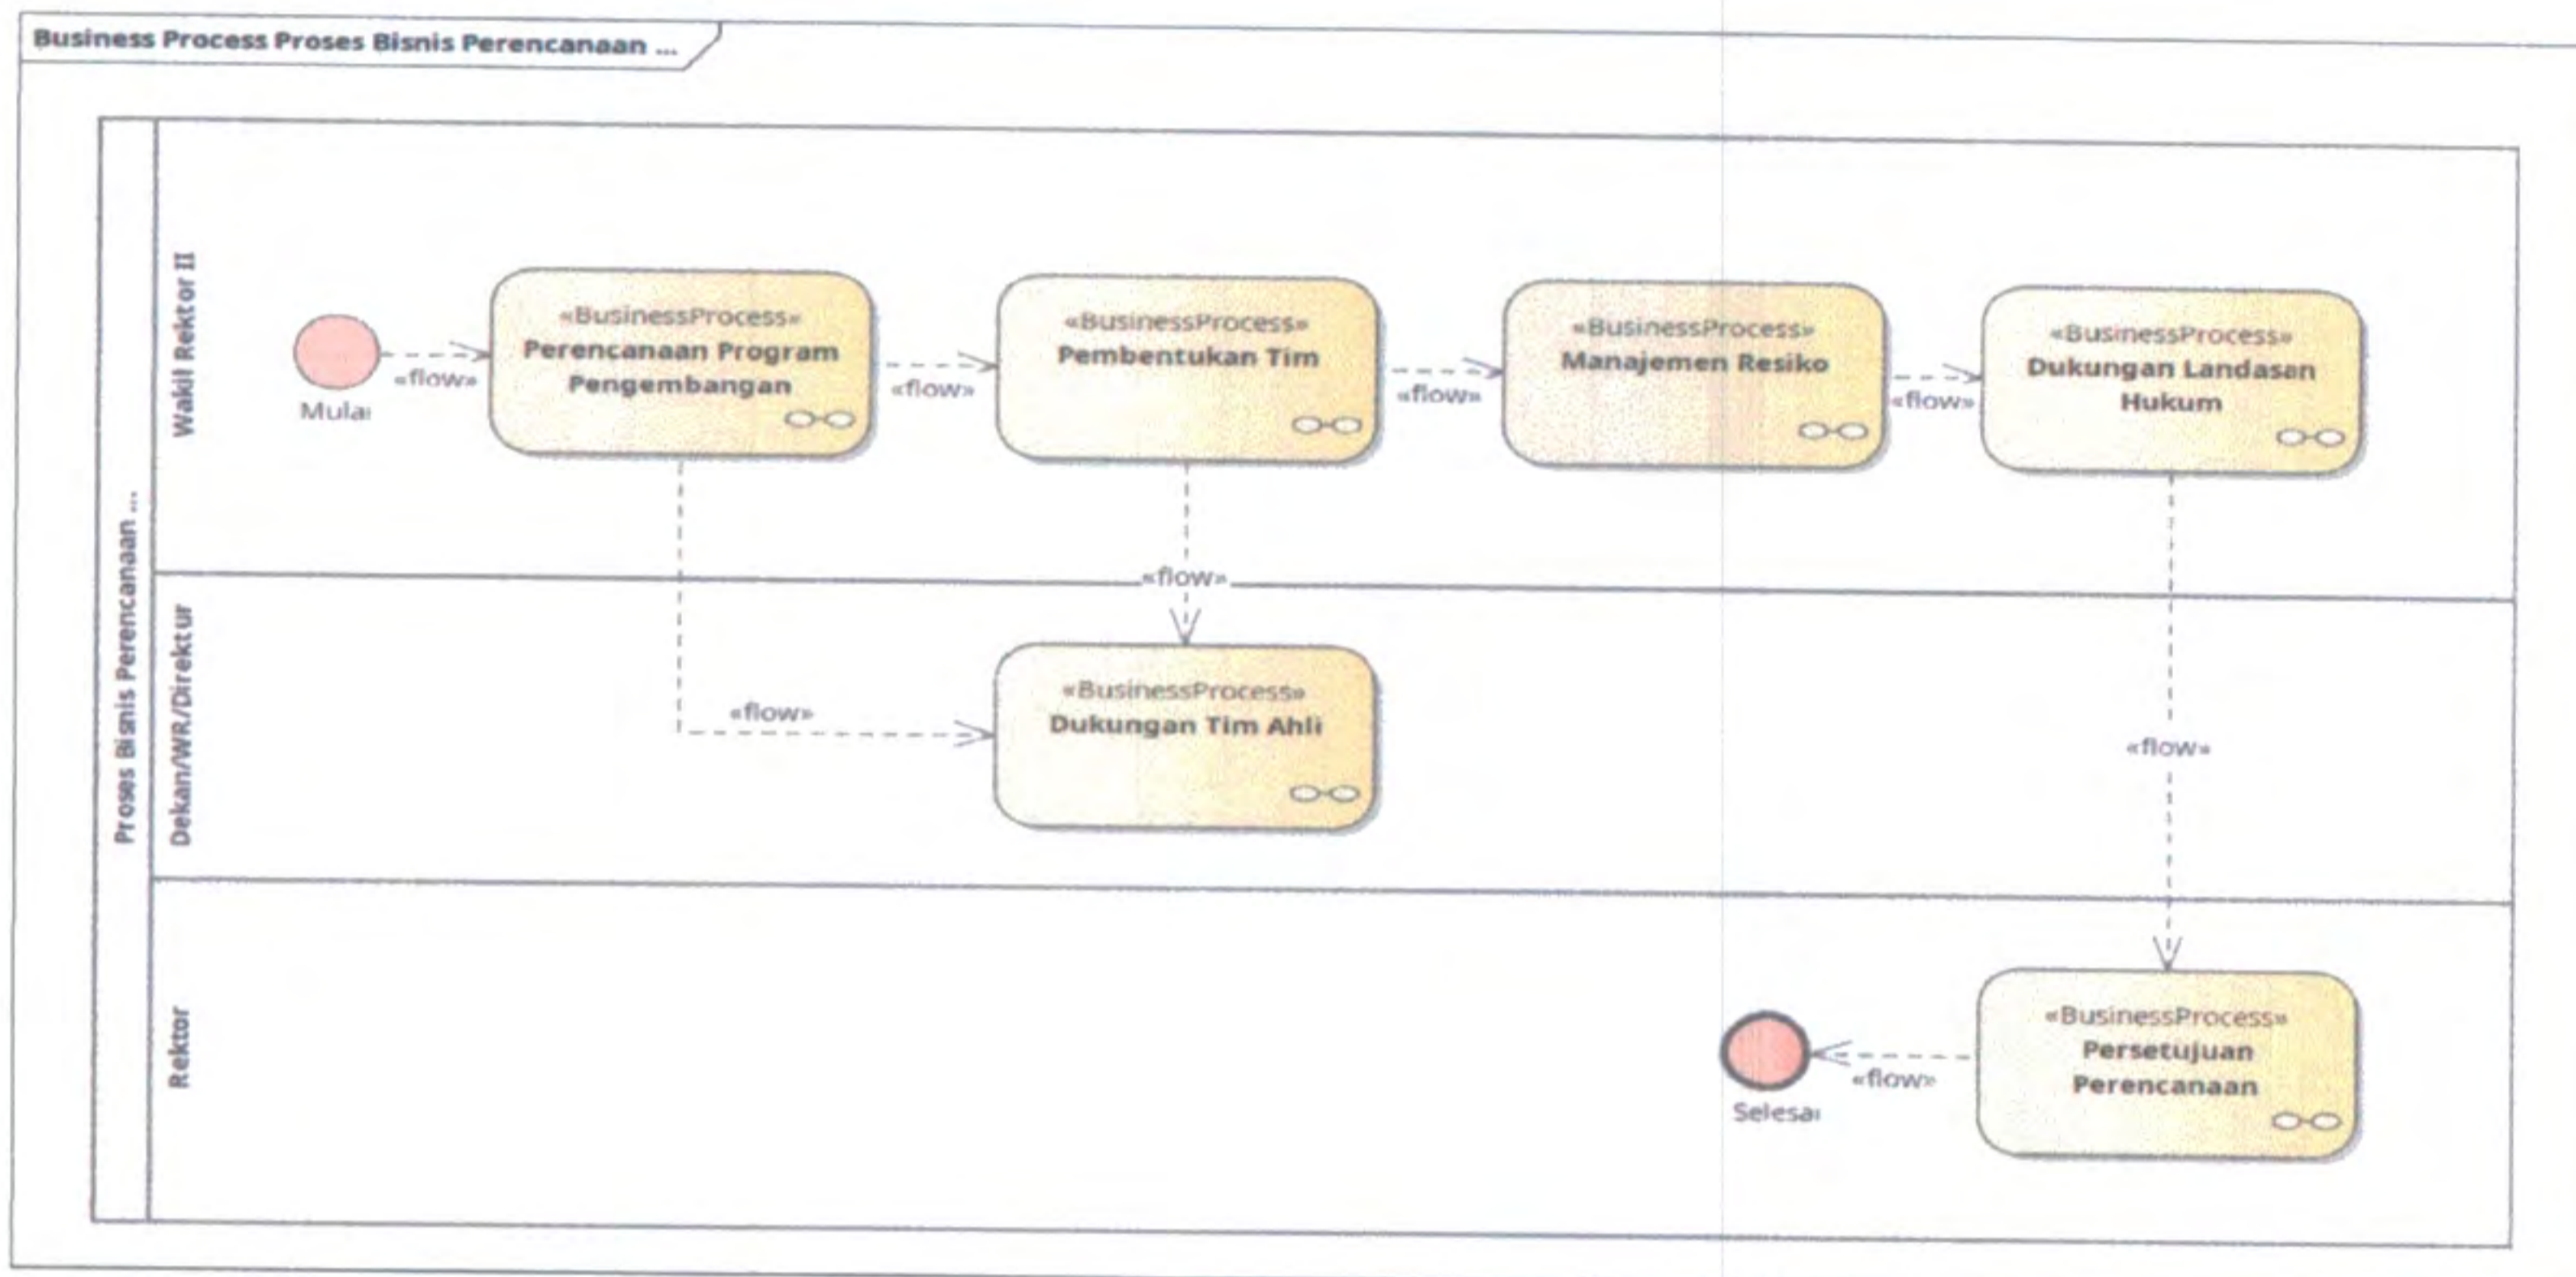 Business Process Proses Bisnis Perencanaan ...
Proses Bisnis Perencanaan ...
Wakil Rektor II
Mulai
«flow»
«BusinessProcess»
Perencanaan Program
Pengembangan
«flow»
«BusinessProcess»
Pembentukan Tim
«flow»
«BusinessProcess»
Manajemen Resiko
«flow»
«BusinessProcess»
Dukungan Landasan
Hukum
«flow»
Dekan/WR/Direktur
«flow»
«BusinessProcess»
Dukungan Tim Ahli
«flow»
Rektor
Selesai
«flow»
«BusinessProcess»
Persetujuan
Perencanaan